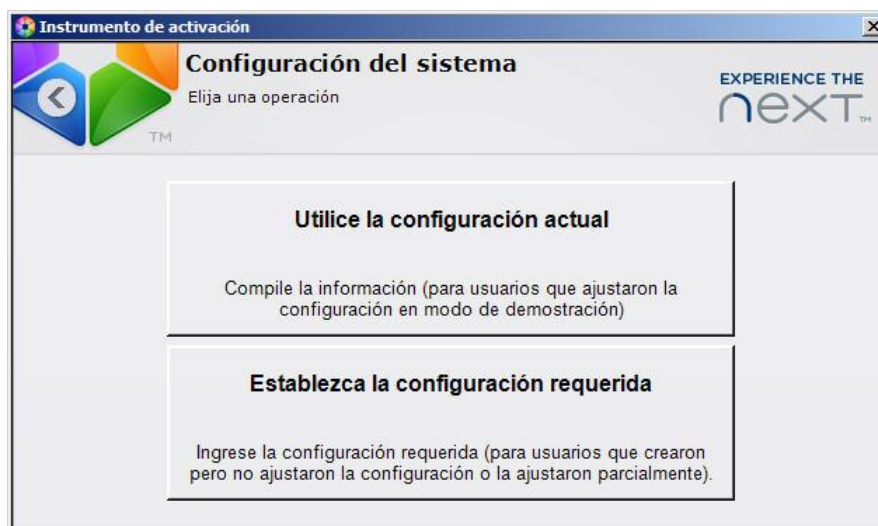 Instrumento de activación
Configuración del sistema
Elija una operación
TM
EXPERIENCE THE
next TM
Utilice la configuración actual
Compile la información (para usuarios que ajustaron la
configuración en modo de demostración)
Establezca la configuración requerida
Ingrese la configuración requerida (para usuarios que crearon
pero no ajustaron la configuración o la ajustaron parcialmente).